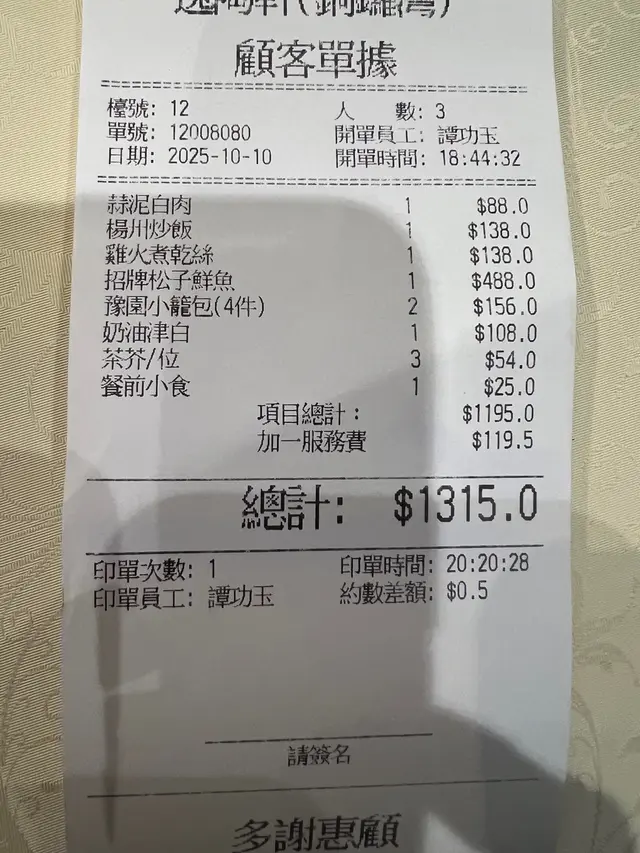 (銅鑼灣)
顧客單據
檯號: 12 人 數: 3
單號: 12008080 開單員工: 譚功玉
日期: 2025-10-10 開單時間: 18:44:32
蒜泥白肉 1 $88.0
楊州炒飯 1 $138.0
雞火煮乾絲 1 $138.0
招牌松子鮮魚 1 $488.0
豫園小籠包(4件) 2 $156.0
奶油津白 1 $108.0
茶芥/位 3 $54.0
餐前小食 1 $25.0
項目總計: $1195.0
加一服務費 $119.5
總計: $1315.0
印單次數: 1 印單時間: 20:20:28
印單員工: 譚功玉 約數差額: $0.5
請簽名
多謝惠顧